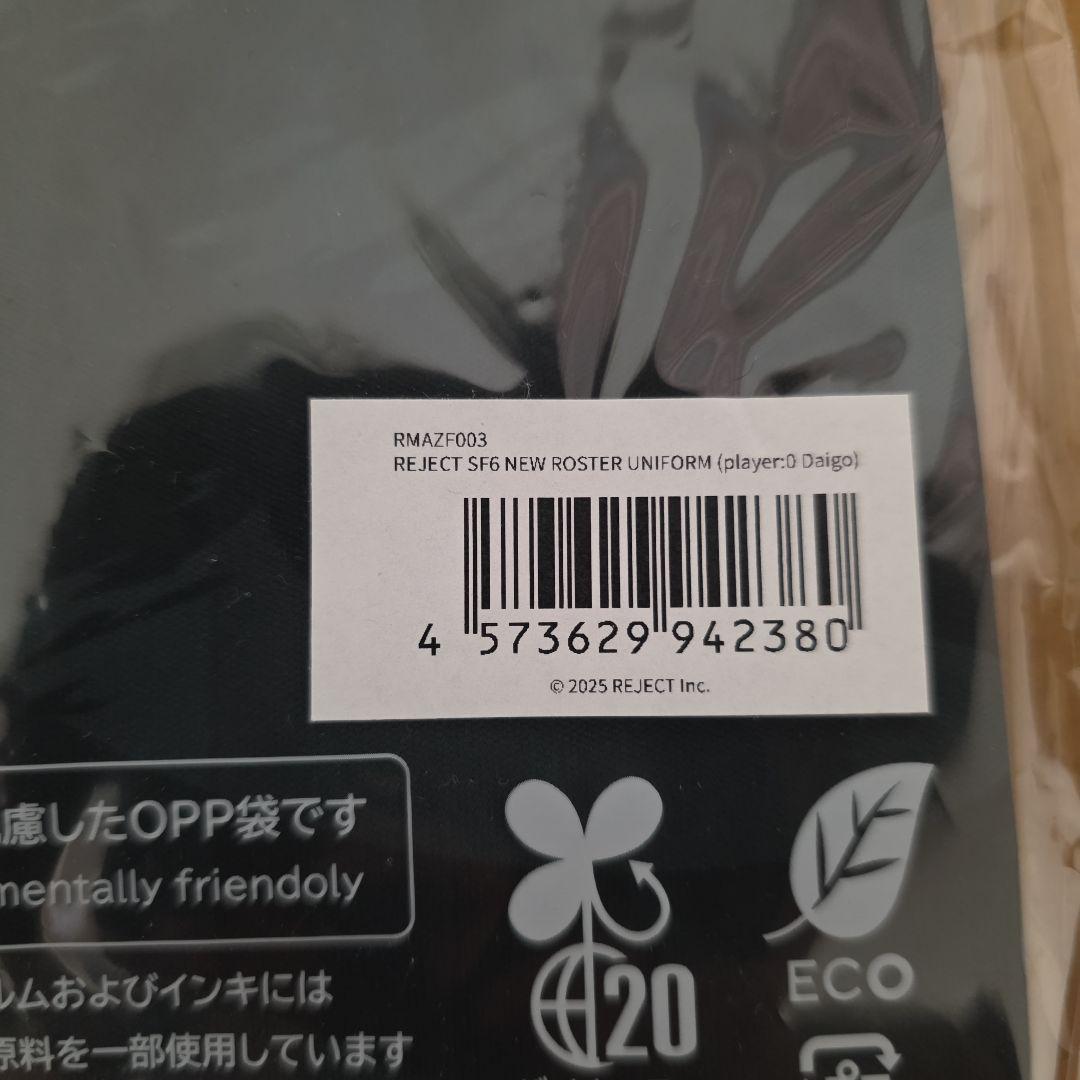 RMAZF003
REJECT SF6 NEW ROSTER UNIFORM (player:0 Daigo)
4 573629 942380
© 2025 REJECT Inc.
慮したOPP袋です
mentally friendoly
ルムおよびインキには
原料を一部使用しています
20
ECO